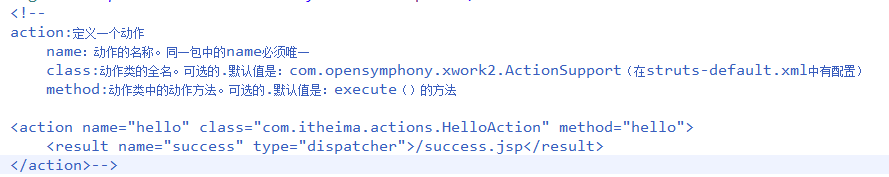 <!--
action:定义一个动作
name：动作的名称。同一包中的name必须唯一
class:动作类的全名。可选的.默认值是：com.opensymphony.xwork2.ActionSupport（在struts-default.xml中有配置）
method:动作类中的动作方法。可选的.默认值是：execute（）的方法
<action name="hello" class="com.itheima.actions.HelloAction" method="hello">
<result name="success" type="dispatcher">/success.jsp</result>
</action>-->